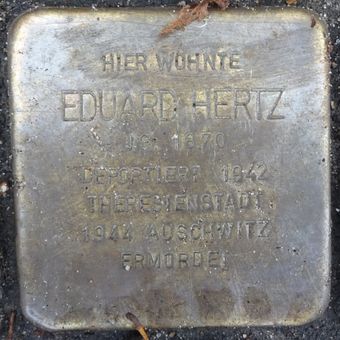 HIER WOHNTE
EDUARD HERTZ
JG. 1870
DEPORTIERT 1942
THERESIENSTADT
1944 AUSCHWITZ
ERMORDET